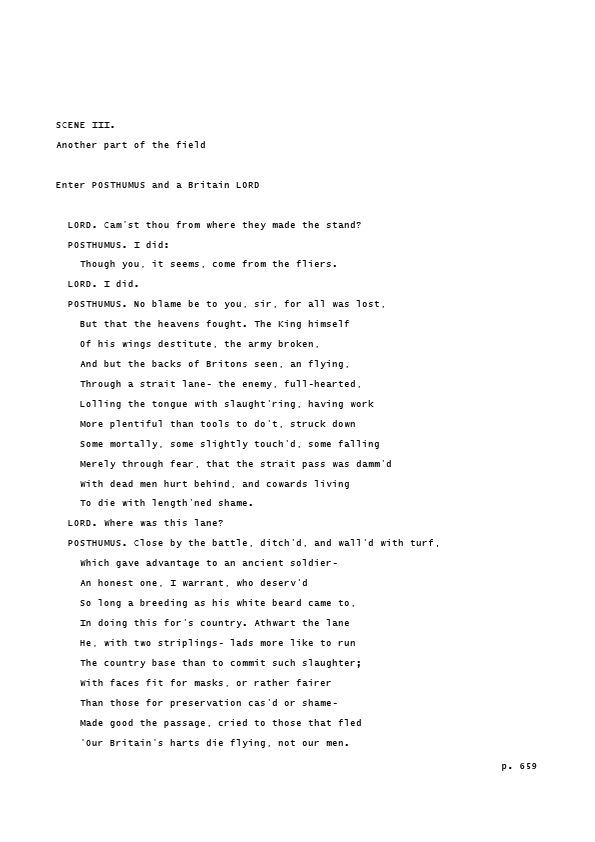 SCENE III.
Another part of the field
Enter POSTHUMUS and a Britain LORD
LORD. Cam'st thou from where they made the stand?
POSTHUMUS. I did:
Though you, it seems, come from the fliers.
LORD. I did.
POSTHUMUS. No blame be to you, sir, for all was lost,
But that the heavens fought. The King himself
Of his wings destitute, the army broken,
And but the backs of Britons seen, an flying,
Through a strait lane- the enemy, full-hearted,
Lolling the tongue with slaught'ring, having work
More plentiful than tools to do't, struck down
Some mortally, some slightly touch'd, some falling
Merely through fear, that the strait pass was damm'd
With dead men hurt behind, and cowards living
To die with length'ned shame.
LORD. Where was this lane?
POSTHUMUS. Close by the battle, ditch'd, and wall'd with turf,
Which gave advantage to an ancient soldier-
An honest one, I warrant, who deserv'd
So long a breeding as his white beard came to,
In doing this for's country. Athwart the lane
He, with two striplings- lads more like to run
The country base than to commit such slaughter;
With faces fit for masks, or rather fairer
Than those for preservation cas'd or shame-
Made good the passage, cried to those that fled
'Our Britain's harts die flying, not our men.
p. 659